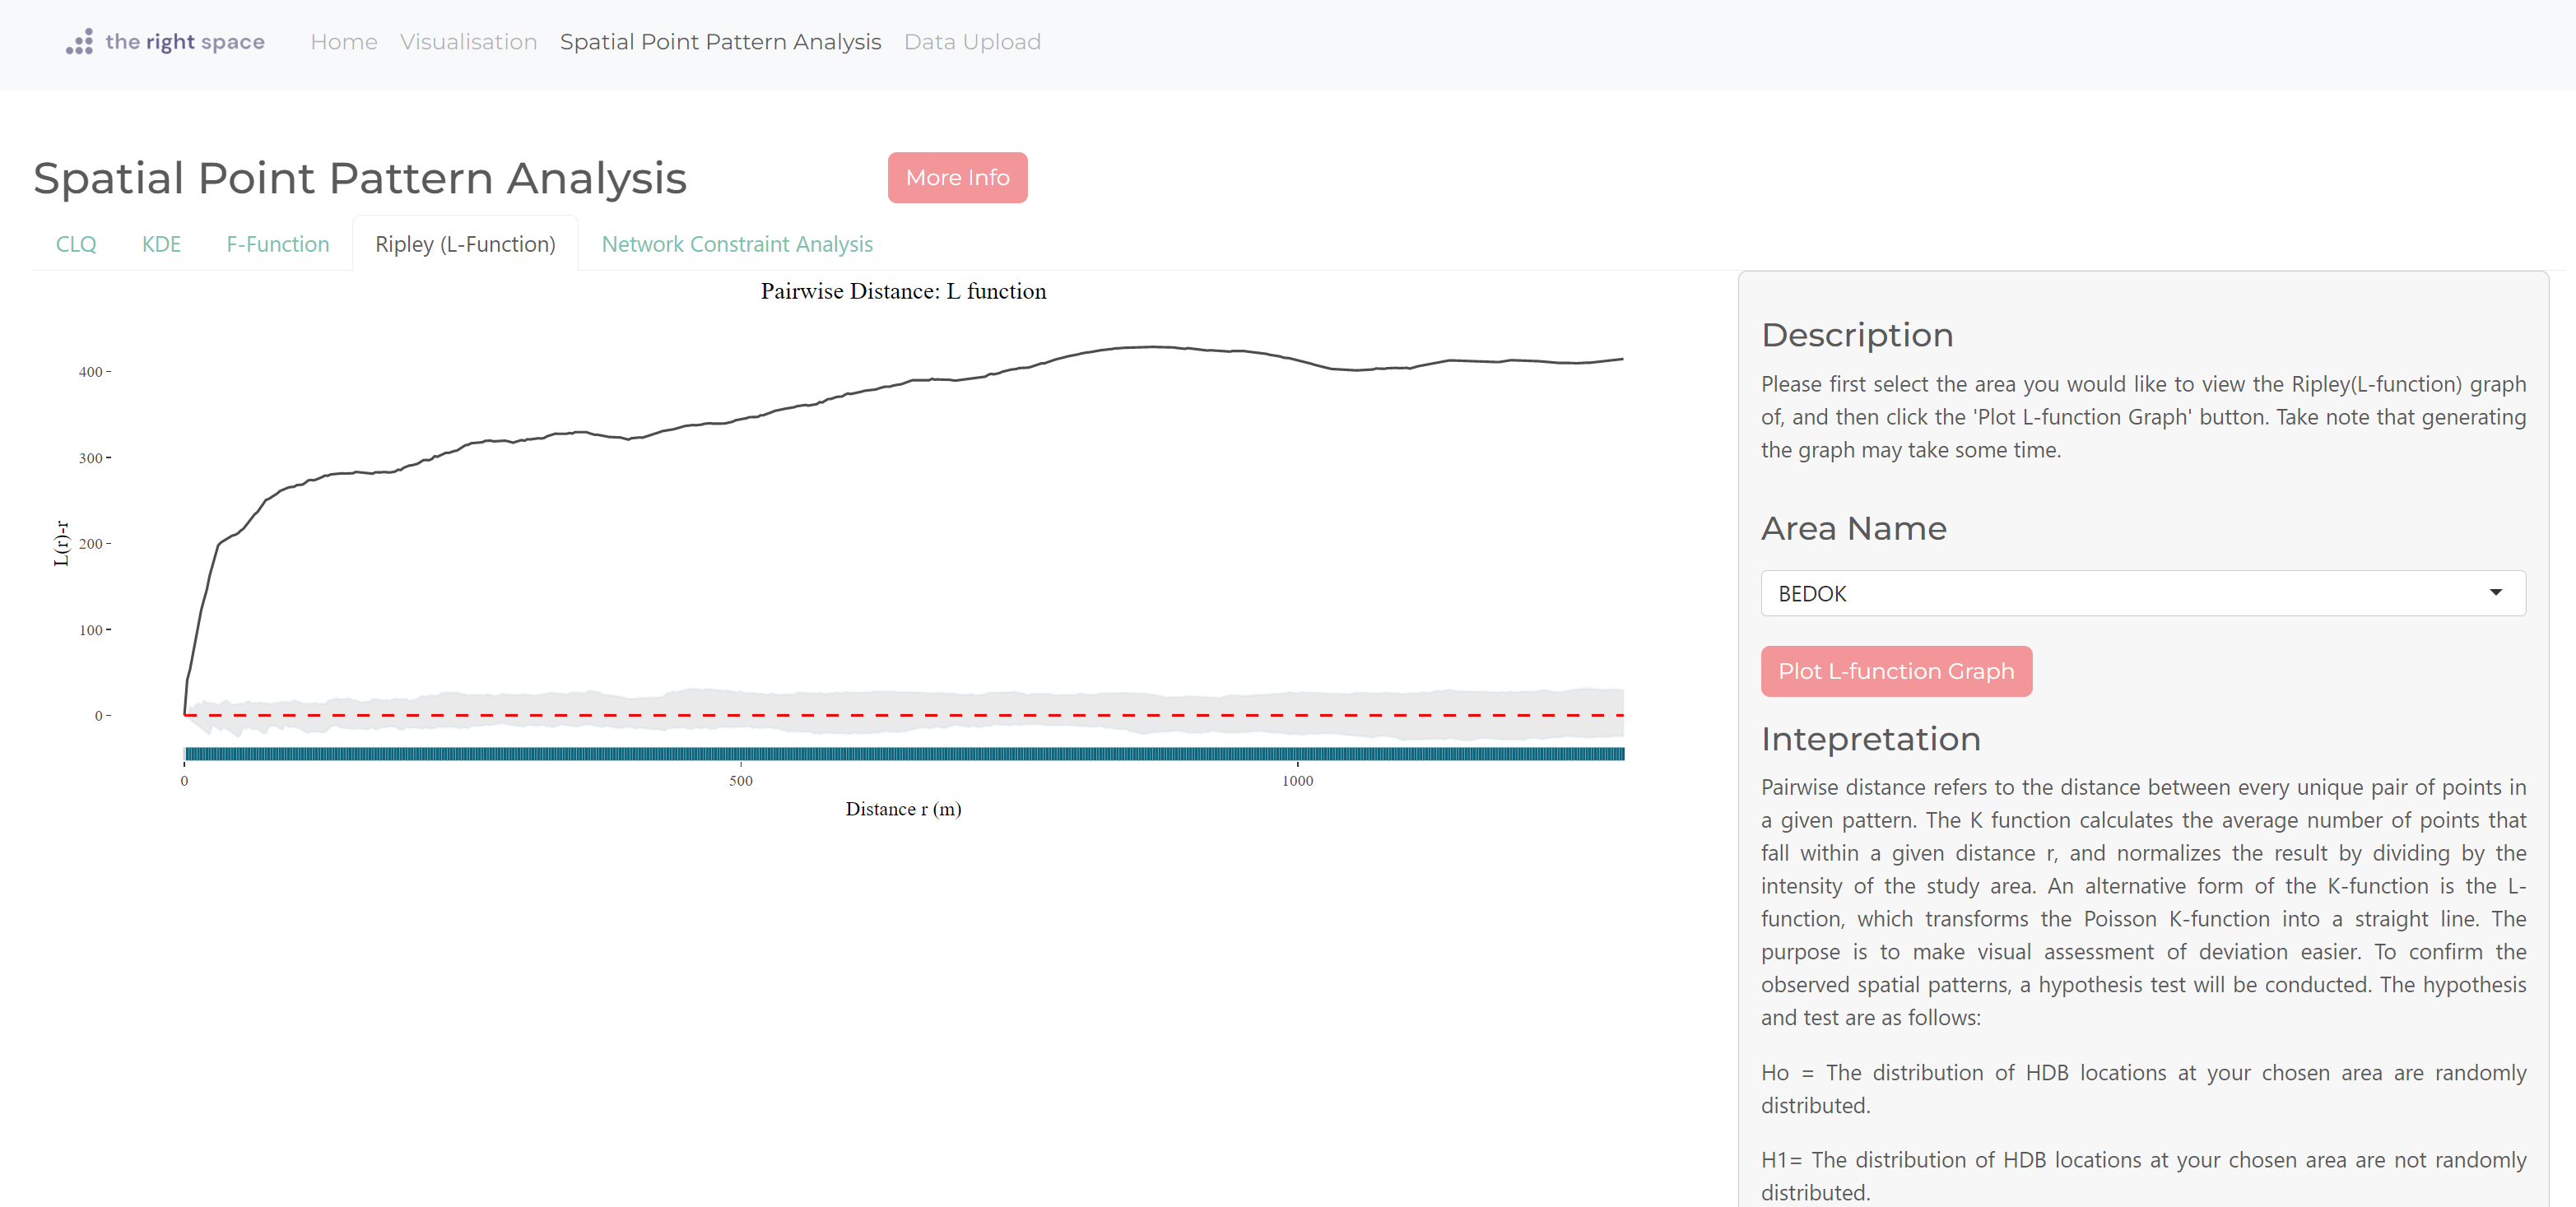 the right space
Home Visualisation Spatial Point Pattern Analysis Data Upload
Spatial Point Pattern Analysis
More Info
CLQ KDE F-Function Ripley (L-Function) Network Constraint Analysis
Pairwise Distance: L function
400
300
200
100
0
L(r)-r
0 500 1000
Distance r (m)
Description
Please first select the area you would like to view the Ripley(L-function) graph
of, and then click the 'Plot L-function Graph' button. Take note that generating
the graph may take some time.
Area Name
BEDOK
Plot L-function Graph
Intepretation
Pairwise distance refers to the distance between every unique pair of points in
a given pattern. The K function calculates the average number of points that
fall within a given distance r, and normalizes the result by dividing by the
intensity of the study area. An alternative form of the K-function is the L-
function, which transforms the Poisson K-function into a straight line. The
purpose is to make visual assessment of deviation easier. To confirm the
observed spatial patterns, a hypothesis test will be conducted. The hypothesis
and test are as follows:
Ho = The distribution of HDB locations at your chosen area are randomly
distributed.
H1= The distribution of HDB locations at your chosen area are not randomly
distributed.